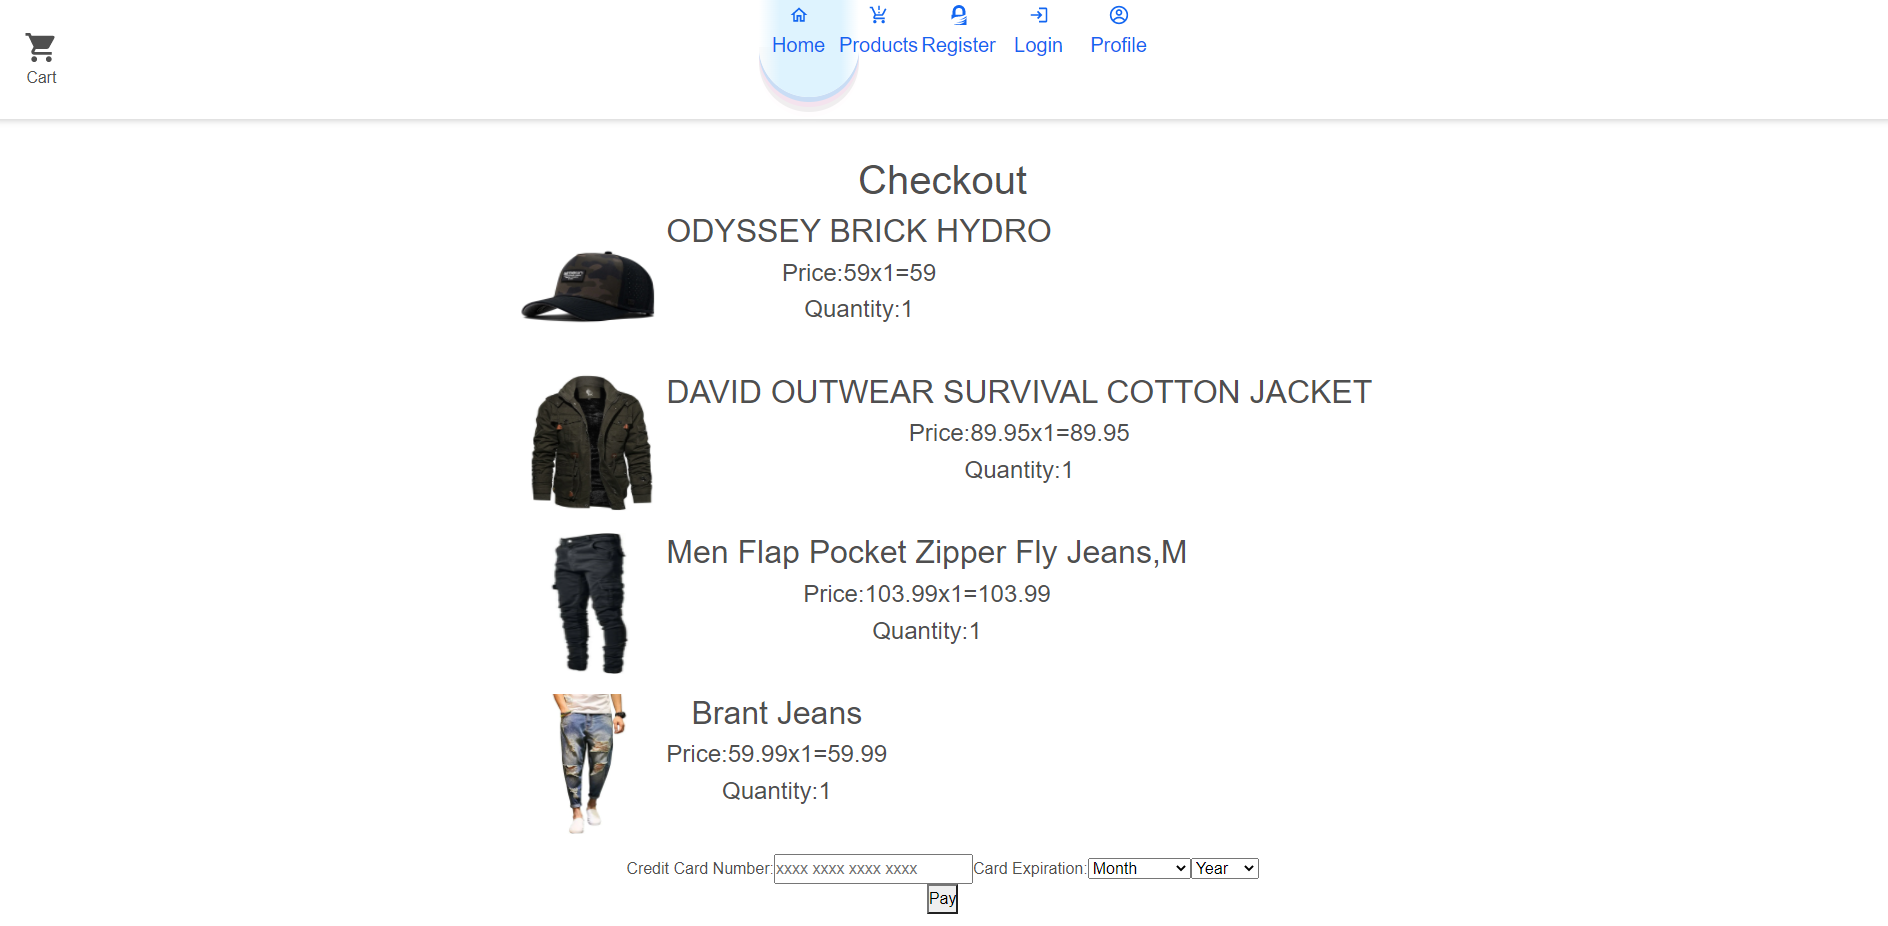 Cart
Home Products Register Login Profile
Checkout
ODYSSEY BRICK HYDRO
Price:59x1=59
Quantity:1
DAVID OUTWEAR SURVIVAL COTTON JACKET
Price:89.95x1=89.95
Quantity:1
Men Flap Pocket Zipper Fly Jeans,M
Price:103.99x1=103.99
Quantity:1
Brant Jeans
Price:59.99x1=59.99
Quantity:1
Credit Card Number: xxxx xxxx xxxx xxxx Card Expiration: Month Year
Pay